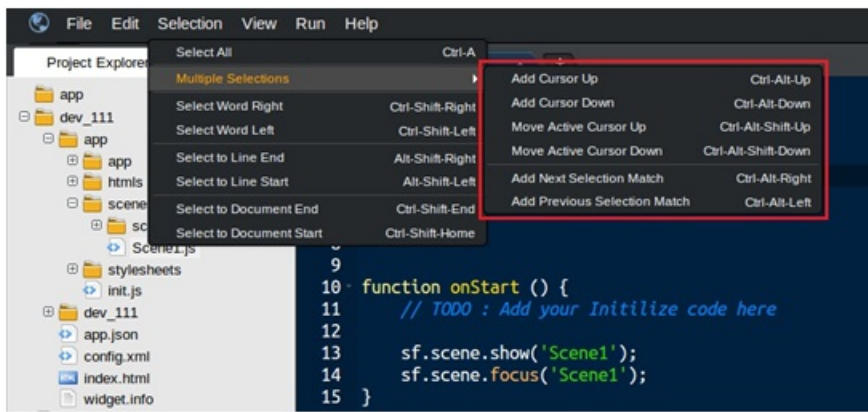 File Edit Selection View Run Help
Project Explorer
app
dev_111
app
app
htmls
scene
sc
Scene1.js
stylesheets
init.js
dev_111
app.json
config.xml
index.html
widget.info
Select All Ctrl-A
Multiple Selections
Select Word Right Ctrl-Shift-Right
Select Word Left Ctrl-Shift-Left
Select to Line End Alt-Shift-Right
Select to Line Start Alt-Shift-Left
Select to Document End Ctrl-Shift-End
Select to Document Start Ctrl-Shift-Home
Add Cursor Up Ctrl-Alt-Up
Add Cursor Down Ctrl-Alt-Down
Move Active Cursor Up Ctrl-Alt-Shift-Up
Move Active Cursor Down Ctrl-Alt-Shift-Down
Add Next Selection Match Ctrl-Alt-Right
Add Previous Selection Match Ctrl-Alt-Left
9
10 function onStart () {
11 // TODO : Add your Initilize code here
12
13 sf.scene.show('Scene1');
14 sf.scene.focus('Scene1');
15 }